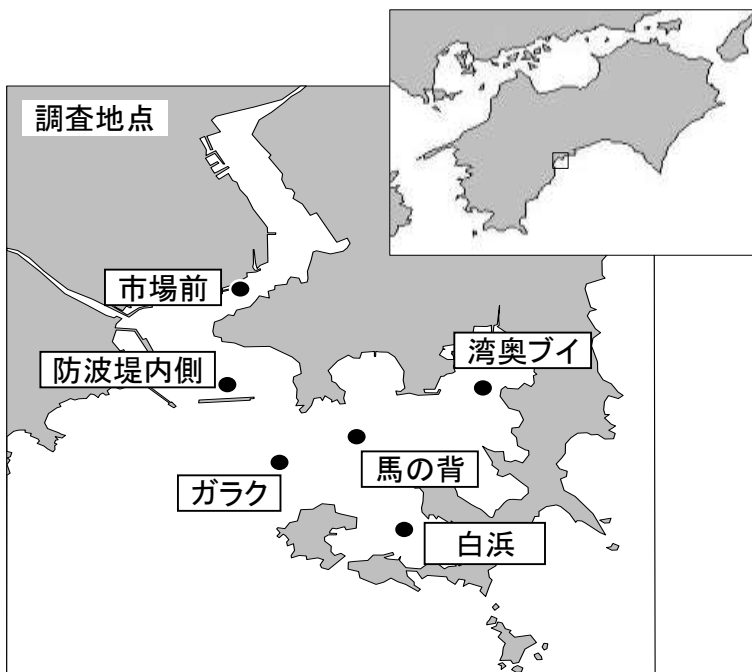 調査地点
市場前
湾奥ブイ
防波堤内側
馬の背
ガラク
白浜